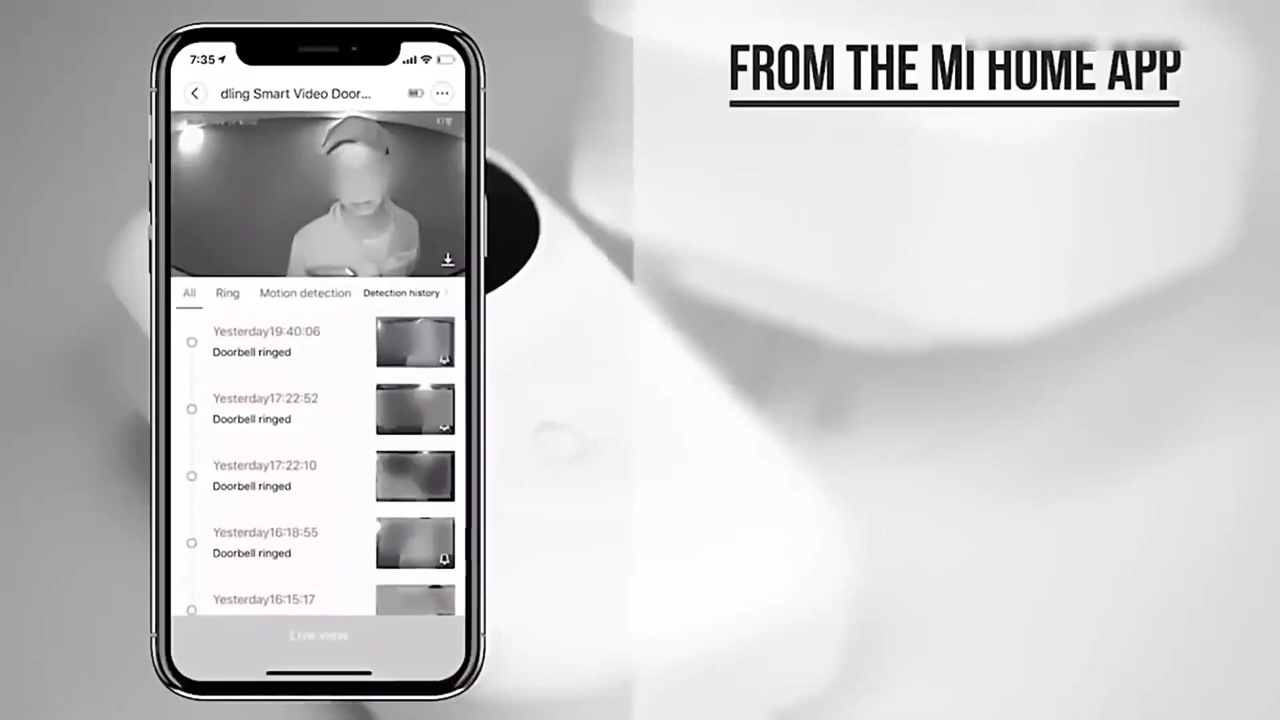 FROM THE MI HOME APP
7:35
dling Smart Video Door...
All Ring Motion detection Detection history
Yesterday19:40:06
Doorbell ringed
Yesterday17:22:52
Doorbell ringed
Yesterday17:22:10
Doorbell ringed
Yesterday16:18:55
Doorbell ringed
Yesterday16:15:17
Live view